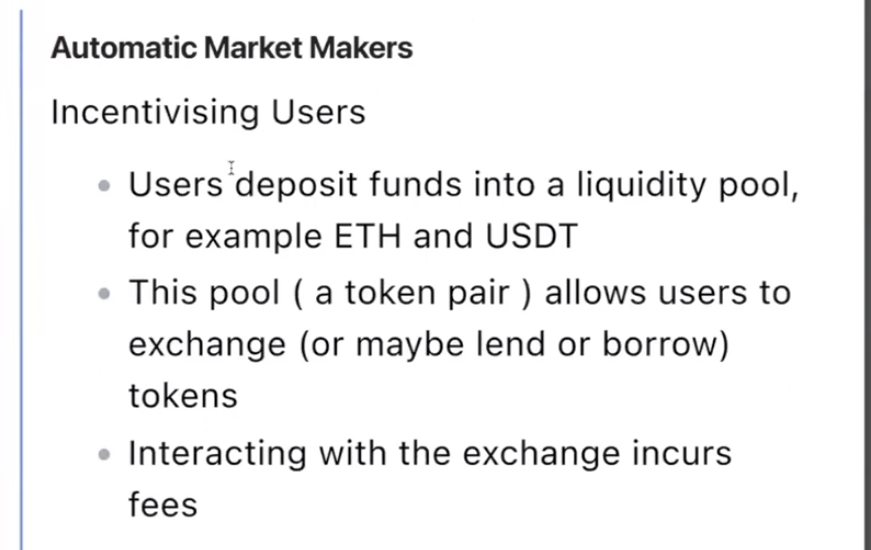 Automatic Market Makers
Incentivising Users
Users deposit funds into a liquidity pool,
for example ETH and USDT
This pool ( a token pair ) allows users to
exchange (or maybe lend or borrow)
tokens
Interacting with the exchange incurs
fees